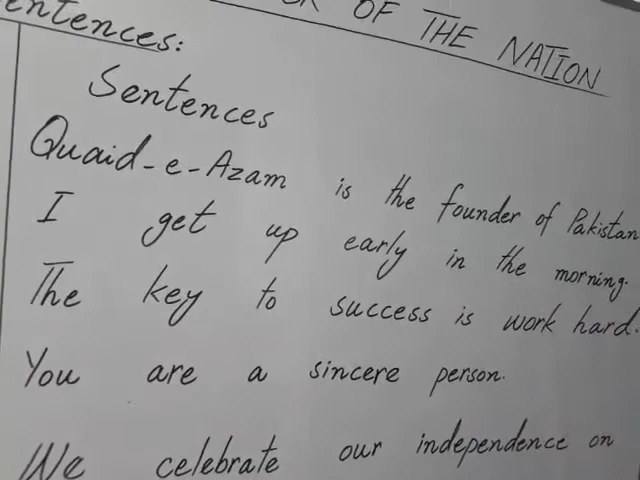 OF THE NATION
entences:
Sentences
Quaid-e-Azam is the founder of Pakistan
I get up early in the morning.
The key to success is work hard.
You are a sincere person.
We celebrate our independence on